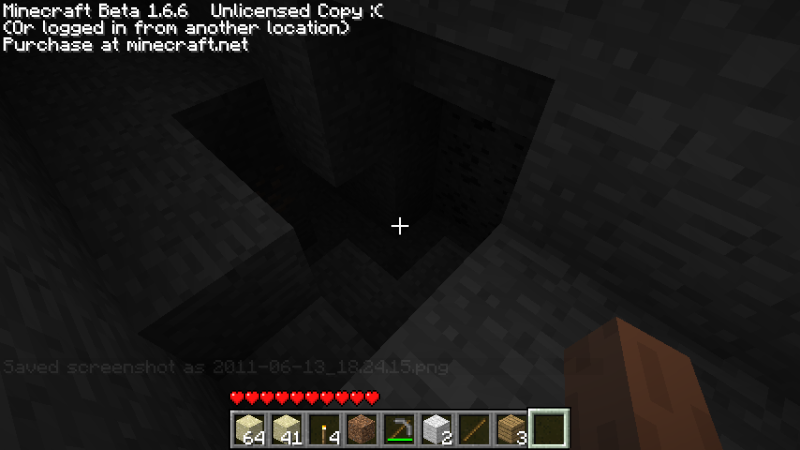 Minecraft Beta 1.6.6   Unlicensed Copy :(
(Or logged in from another location)
Purchase at minecraft.net
Saved screenshot as 2011-06-13_18.24.15.png
64 41 4 2 3